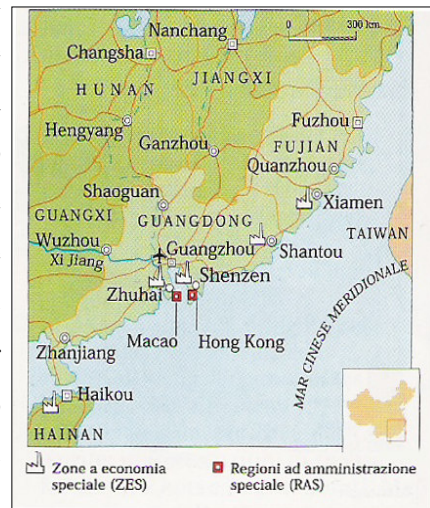 Nanchang
0 300 km
Changsha
JIANGXI
HUNAN
Fuzhou
Hengyang
FUJIAN
Ganzhou
Quanzhou
Shaoguan
Xiamen
GUANGXI
GUANGDONG
TAIWAN
Wuzhou
Guangzhou
Shantou
Xi Jiang
Shenzen
Zhuhai
Macao
Hong Kong
MAR CINESE MERIDIONALE
Zhanjiang
Haikou
HAINAN
Zone a economia
speciale (ZES)
Regioni ad amministrazione
speciale (RAS)